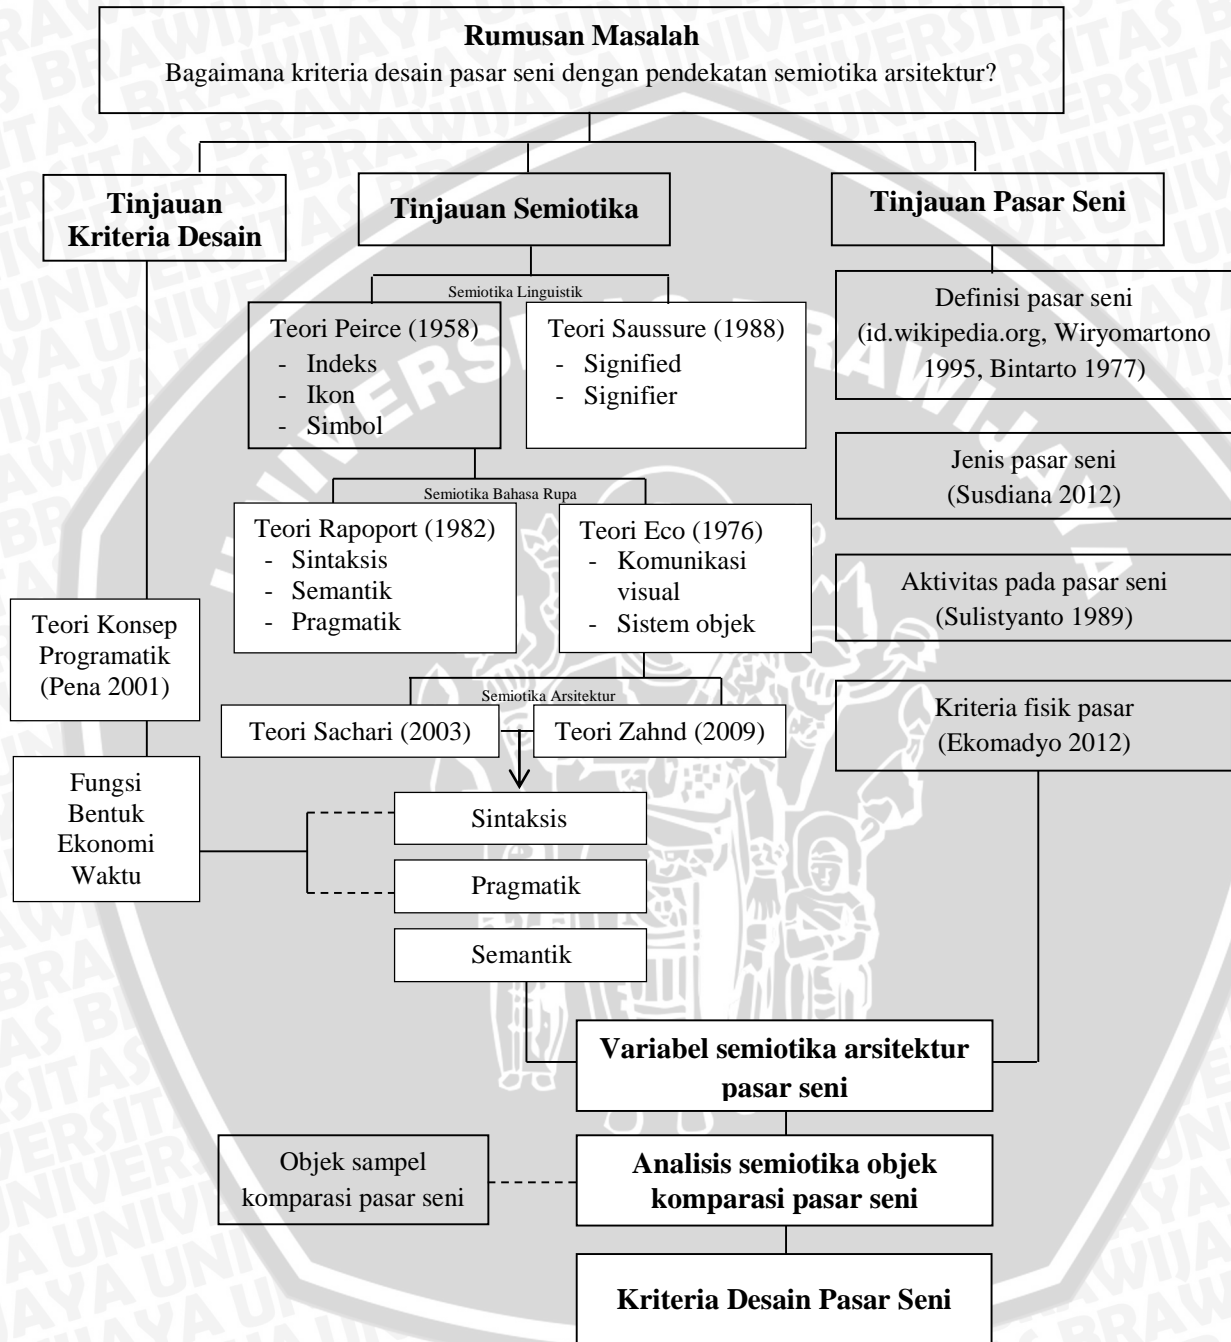 Rumusan Masalah
Bagaimana kriteria desain pasar seni dengan pendekatan semiotika arsitektur?
Tinjauan
Kriteria Desain
Tinjauan Semiotika
Tinjauan Pasar Seni
Semiotika Linguistik
Teori Peirce (1958)
- Indeks
- Ikon
- Simbol
Teori Saussure (1988)
- Signified
- Signifier
Definisi pasar seni
(id.wikipedia.org, Wiryomartono
1995, Bintarto 1977)
Jenis pasar seni
(Susdiana 2012)
Semiotika Bahasa Rupa
Teori Rapoport (1982)
- Sintaksis
- Semantik
- Pragmatik
Teori Eco (1976)
- Komunikasi
visual
- Sistem objek
Aktivitas pada pasar seni
(Sulistyanto 1989)
Teori Konsep
Programatik
(Pena 2001)
Semiotika Arsitektur
Teori Sachari (2003)
Teori Zahnd (2009)
Kriteria fisik pasar
(Ekomadyo 2012)
Fungsi
Bentuk
Ekonomi
Waktu
Sintaksis
Pragmatik
Semantik
Variabel semiotika arsitektur
pasar seni
Objek sampel
komparasi pasar seni
Analisis semiotika objek
komparasi pasar seni
Kriteria Desain Pasar Seni
UNIVERSITAS BRAWIJAYA